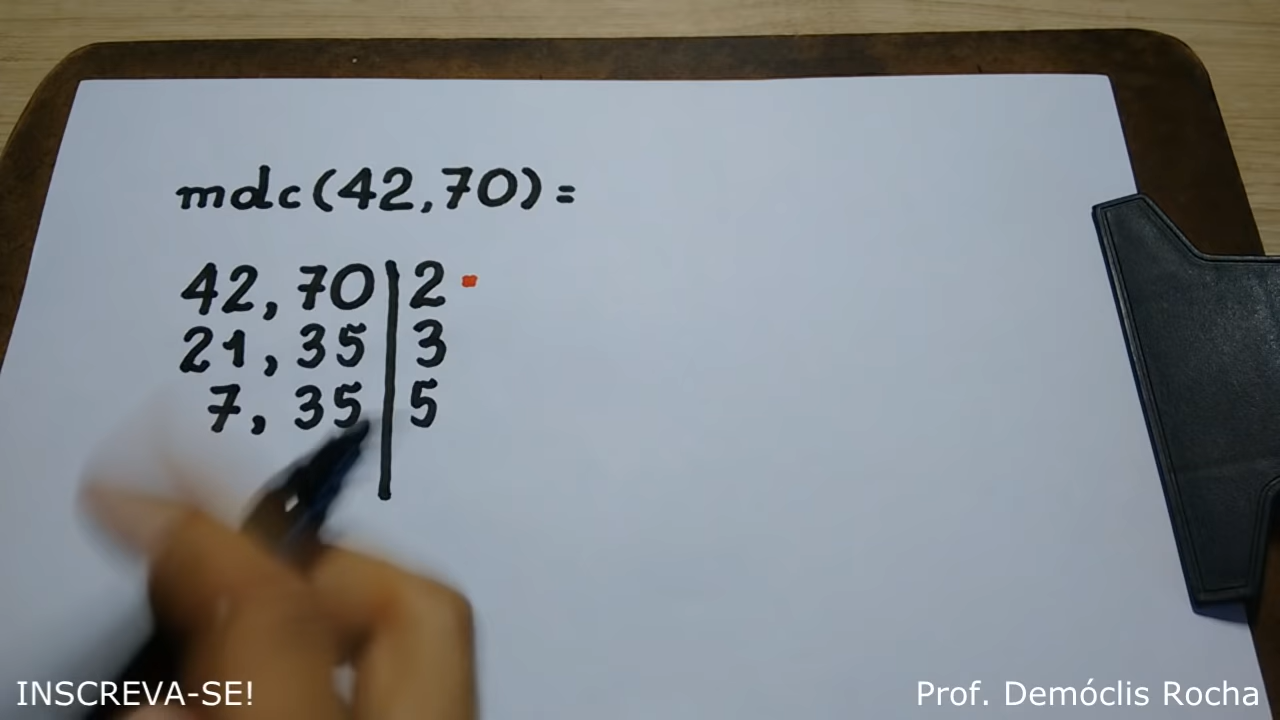 mdc(42,70)=
42, 70 | 2
21, 35 | 3
7, 35 | 5
INSCREVA-SE!
Prof. Demóclis Rocha